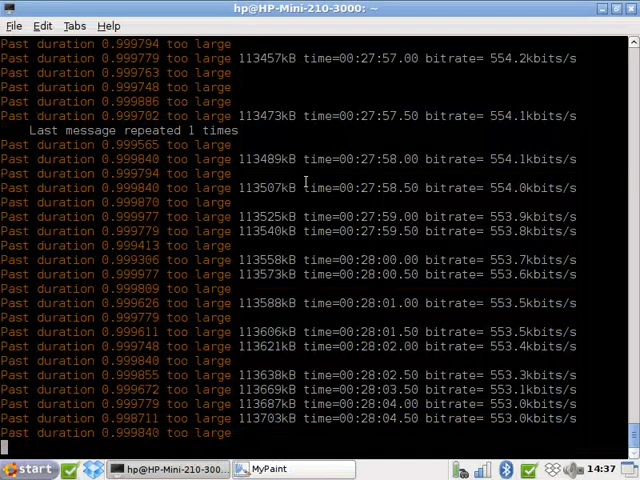 hp@HP-Mini-210-3000: ~
File Edit Tabs Help
Past duration 0.999794 too large
Past duration 0.999779 too large 113457kB time=00:27:57.00 bitrate= 554.2kbits/s
Past duration 0.999763 too large
Past duration 0.999748 too large
Past duration 0.999886 too large
Past duration 0.999702 too large 113473kB time=00:27:57.50 bitrate= 554.1kbits/s
Last message repeated 1 times
Past duration 0.999565 too large
Past duration 0.999840 too large 113489kB time=00:27:58.00 bitrate= 554.1kbits/s
Past duration 0.999794 too large
Past duration 0.999840 too large 113507kB time=00:27:58.50 bitrate= 554.0kbits/s
Past duration 0.999870 too large
Past duration 0.999977 too large 113525kB time=00:27:59.00 bitrate= 553.9kbits/s
Past duration 0.999779 too large 113540kB time=00:27:59.50 bitrate= 553.8kbits/s
Past duration 0.999413 too large
Past duration 0.999306 too large 113558kB time=00:28:00.00 bitrate= 553.7kbits/s
Past duration 0.999977 too large 113573kB time=00:28:00.50 bitrate= 553.6kbits/s
Past duration 0.999809 too large
Past duration 0.999626 too large 113588kB time=00:28:01.00 bitrate= 553.5kbits/s
Past duration 0.999779 too large
Past duration 0.999611 too large 113606kB time=00:28:01.50 bitrate= 553.5kbits/s
Past duration 0.999748 too large 113621kB time=00:28:02.00 bitrate= 553.4kbits/s
Past duration 0.999840 too large
Past duration 0.999855 too large 113638kB time=00:28:02.50 bitrate= 553.3kbits/s
Past duration 0.999672 too large 113669kB time=00:28:03.50 bitrate= 553.1kbits/s
Past duration 0.999779 too large 113687kB time=00:28:04.00 bitrate= 553.0kbits/s
Past duration 0.998711 too large 113703kB time=00:28:04.50 bitrate= 553.0kbits/s
Past duration 0.999840 too large
start hp@HP-Mini-210-300... MyPaint 14:37